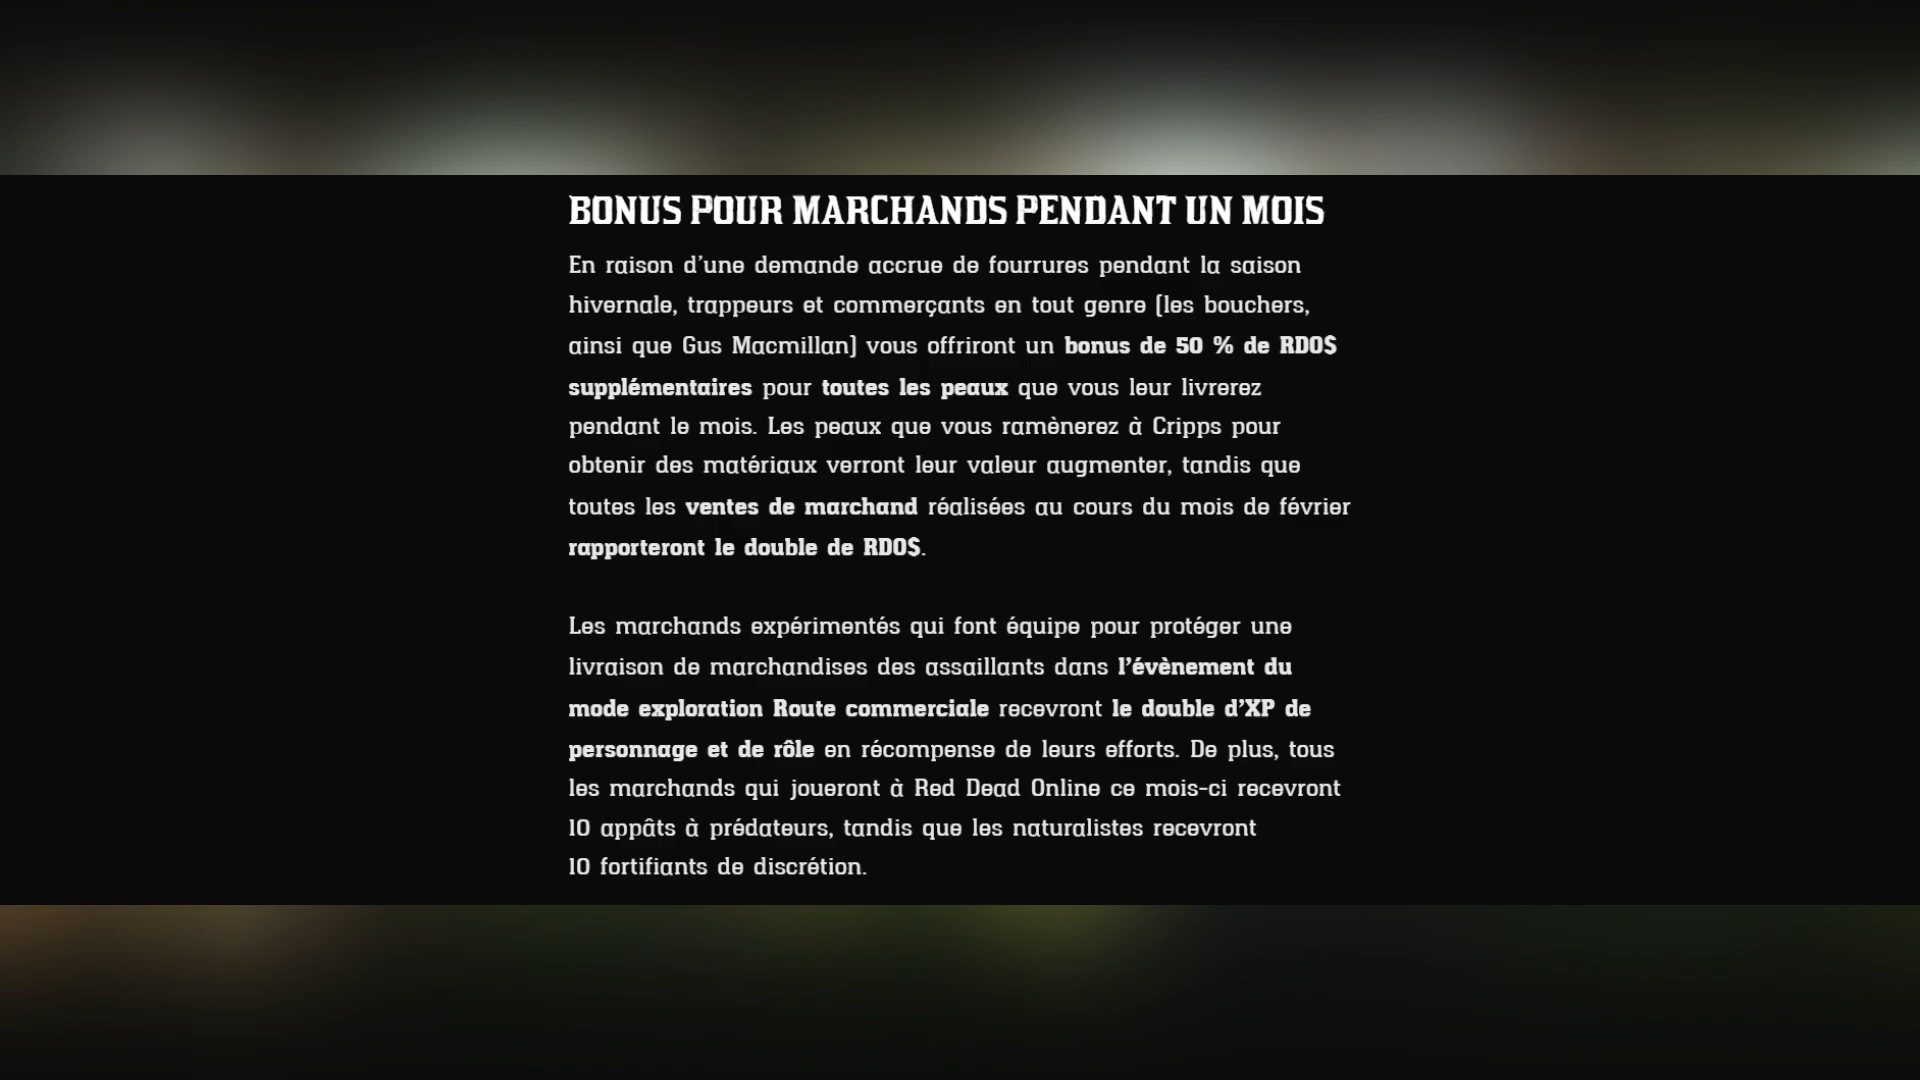 BONUS POUR MARCHANDS PENDANT UN MOIS
En raison d’une demande accrue de fourrures pendant la saison
hivernale, trappeurs et commerçants en tout genre (les bouchers,
ainsi que Gus Macmillan) vous offriront un bonus de 50 % de RDO$
supplémentaires pour toutes les peaux que vous leur livrerez
pendant le mois. Les peaux que vous ramènerez à Cripps pour
obtenir des matériaux verront leur valeur augmenter, tandis que
toutes les ventes de marchand réalisées au cours du mois de février
rapporteront le double de RDO$.
Les marchands expérimentés qui font équipe pour protéger une
livraison de marchandises des assaillants dans l’évènement du
mode exploration Route commerciale recevront le double d’XP de
personnage et de rôle en récompense de leurs efforts. De plus, tous
les marchands qui joueront à Red Dead Online ce mois-ci recevront
10 appâts à prédateurs, tandis que les naturalistes recevront
10 fortifiants de discrétion.